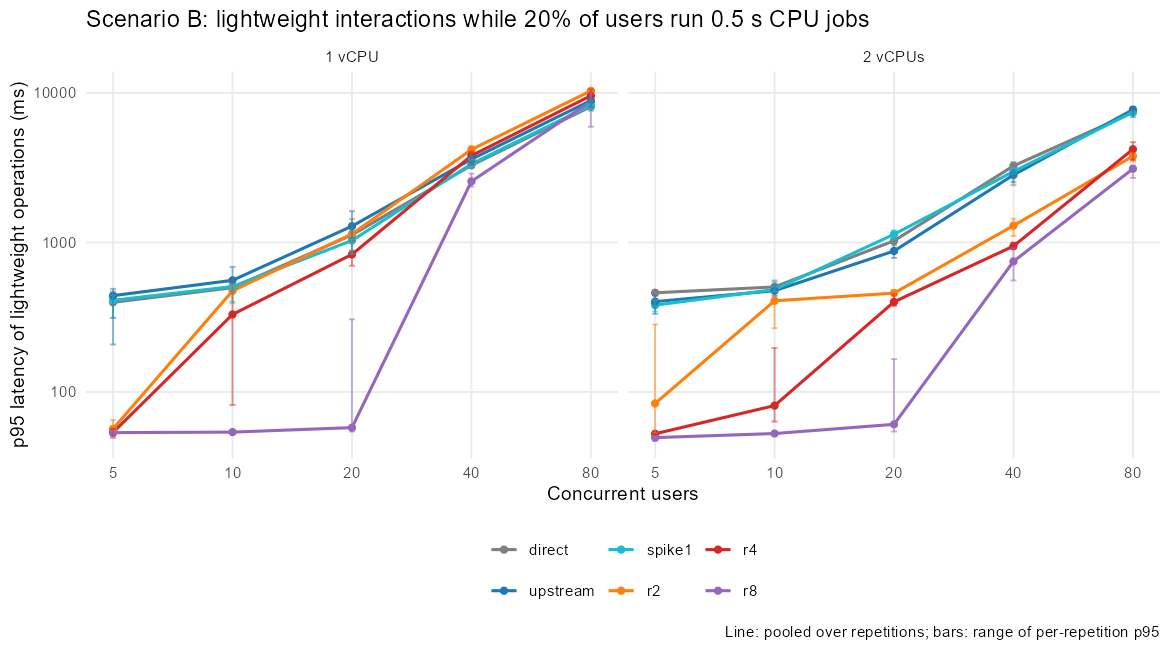 Scenario B: lightweight interactions while 20% of users run 0.5 s CPU jobs
1 vCPU
2 vCPUs
p95 latency of lightweight operations (ms)
10000
1000
100
5
10
20
40
80
5
10
20
40
80
Concurrent users
direct
spike1
r4
upstream
r2
r8
Line: pooled over repetitions; bars: range of per-repetition p95